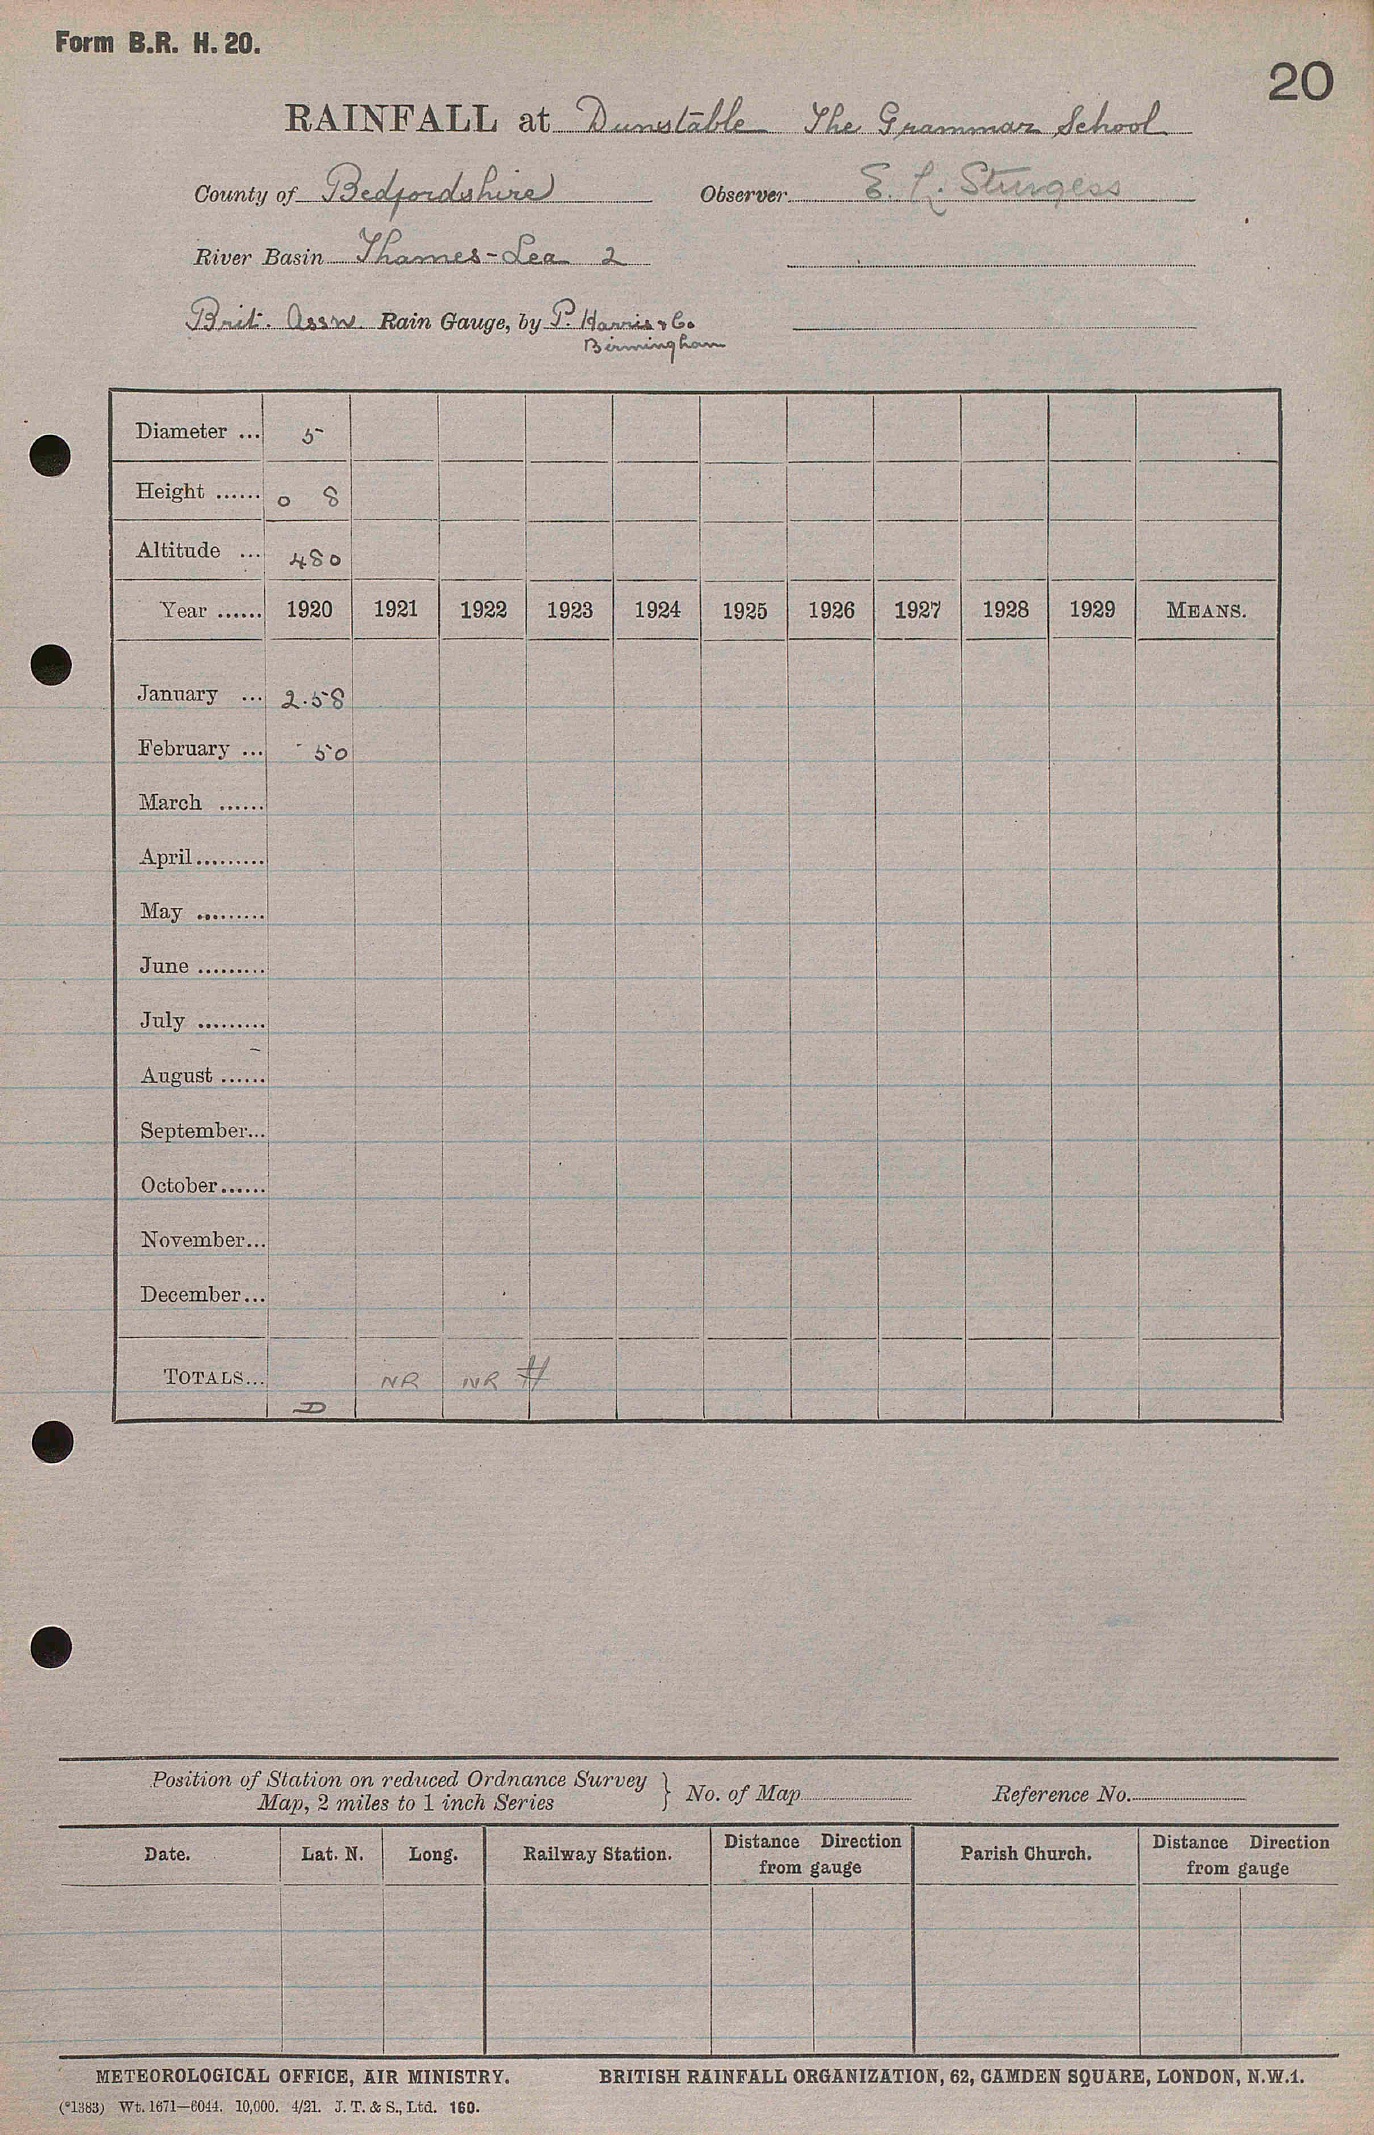 Form B.R. H. 20.
20
RAINFALL at Dunstable The Grammar School
County of Bedfordshire Observer E. L. Sturgess
River Basin Thames-Lea 2
Brit. Assn. Rain Gauge, by P. Harris & Co.
Birmingham
Diameter ... 5
Height ...... 0 8
Altitude ... 480
Year ...... 1920 1921 1922 1923 1924 1925 1926 1927 1928 1929 MEANS.
January ... 2.58
February ... ·50
March ......
April.........
May .........
June .........
July .........
August ......
September...
October......
November...
December...
TOTALS... NR NR #
D
Position of Station on reduced Ordnance Survey
Map, 2 miles to 1 inch Series } No. of Map Reference No.
Date. Lat. N. Long. Railway Station. Distance Direction from gauge Parish Church. Distance Direction from gauge
METEOROLOGICAL OFFICE, AIR MINISTRY. BRITISH RAINFALL ORGANIZATION, 62, CAMDEN SQUARE, LONDON, N.W.1.
(*1383) Wt. 1671—6044. 10,000. 4/21. J. T. & S., Ltd. 160.